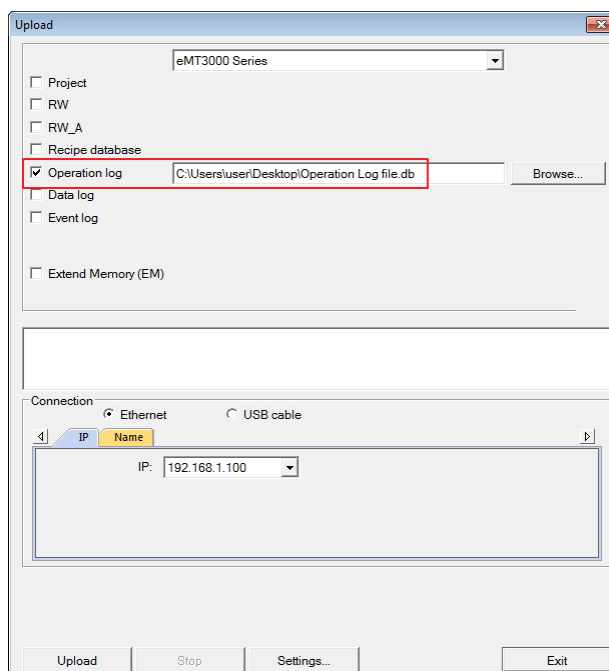 Upload
eMT3000 Series
Project
RW
RW_A
Recipe database
Operation log C:\Users\user\Desktop\Operation Log file.db Browse...
Data log
Event log
Extend Memory (EM)
Connection
Ethernet USB cable
IP Name
IP: 192.168.1.100
Upload Stop Settings... Exit